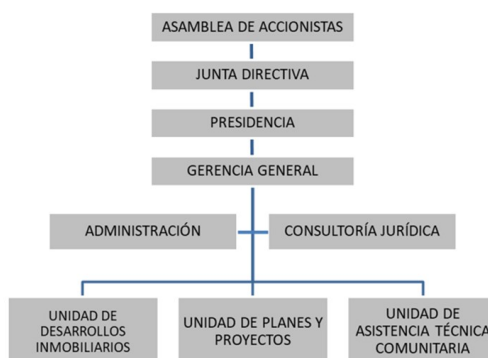 ASAMBLEA DE ACCIONISTAS
JUNTA DIRECTIVA
PRESIDENCIA
GERENCIA GENERAL
ADMINISTRACIÓN
CONSULTORÍA JURÍDICA
UNIDAD DE
DESARROLLOS
INMOBILIARIOS
UNIDAD DE PLANES Y
PROYECTOS
UNIDAD DE
ASISTENCIA TÉCNICA
COMUNITARIA